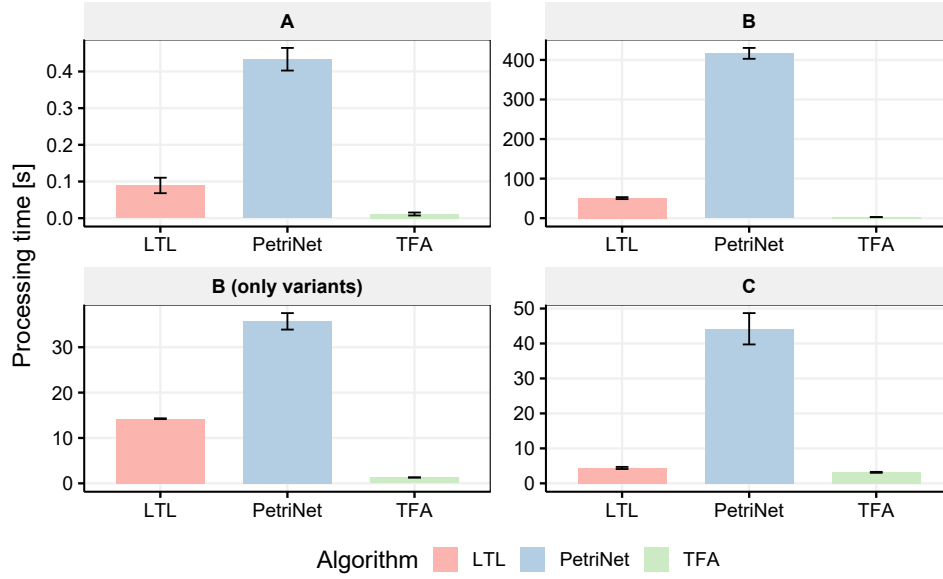 A
B
Processing time [s]
0.4
0.3
0.2
0.1
0.0
LTL PetriNet TFA
400
300
200
100
0
LTL PetriNet TFA
B (only variants)
C
30
20
10
0
LTL PetriNet TFA
50
40
30
20
10
0
LTL PetriNet TFA
Algorithm LTL PetriNet TFA